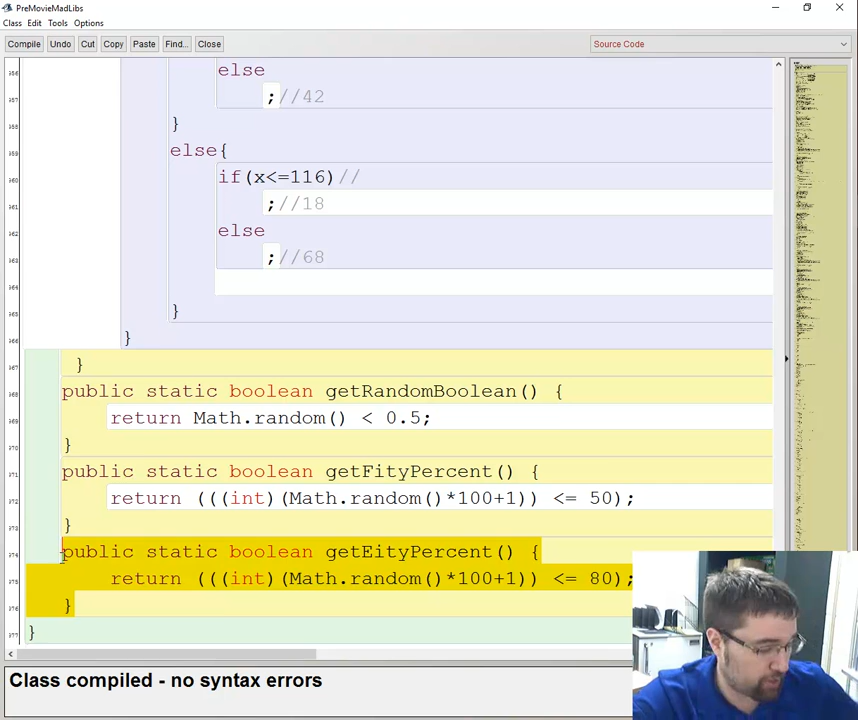 PreMovieMadLibs
Class Edit Tools Options
Compile Undo Cut Copy Paste Find... Close Source Code
else
;//42
}
else{
if(x<=116)//
;//18
else
;//68
}
}
}
public static boolean getRandomBoolean() {
return Math.random() < 0.5;
}
public static boolean getFityPercent() {
return (((int)(Math.random()*100+1)) <= 50);
}
public static boolean getEityPercent() {
return (((int)(Math.random()*100+1)) <= 80);
}
}
Class compiled - no syntax errors